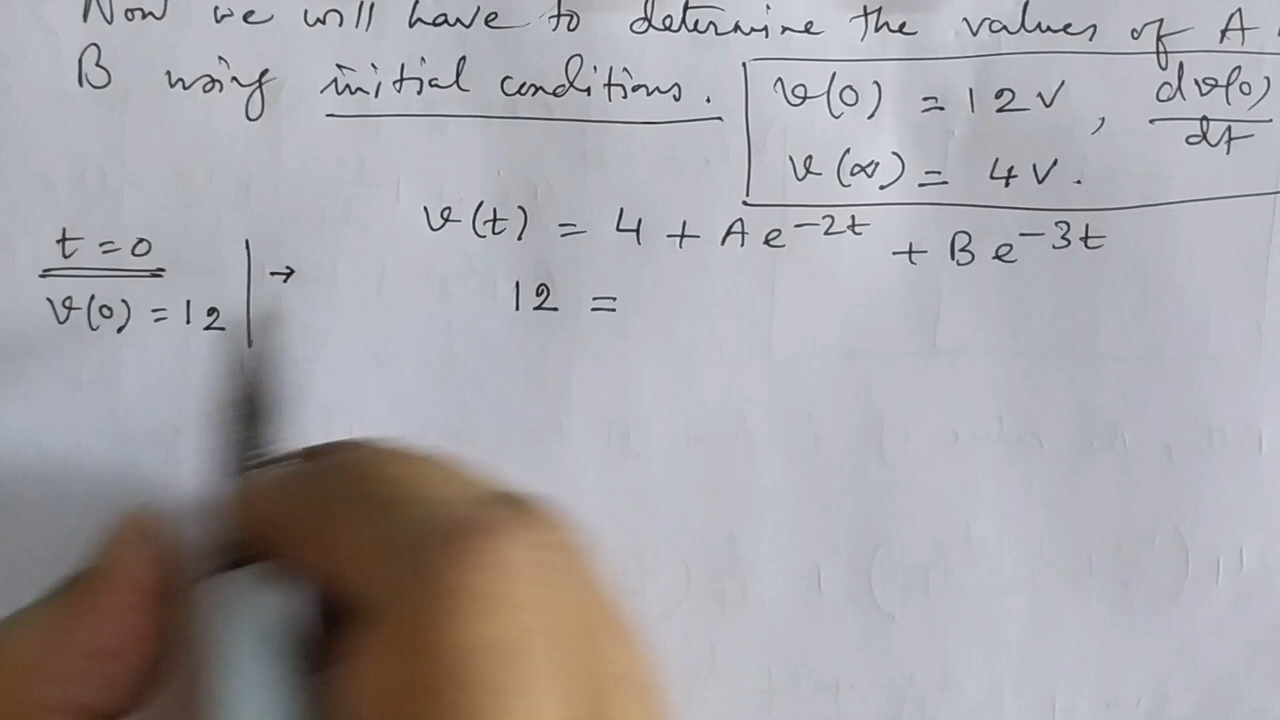 Now we will have to determine the values of A
B using initial conditions.
v(0) = 12V, dv(0)/dt
v(∞) = 4V.
v(t) = 4 + Ae^-2t + Be^-3t
t = 0
v(0) = 12 | →
12 =